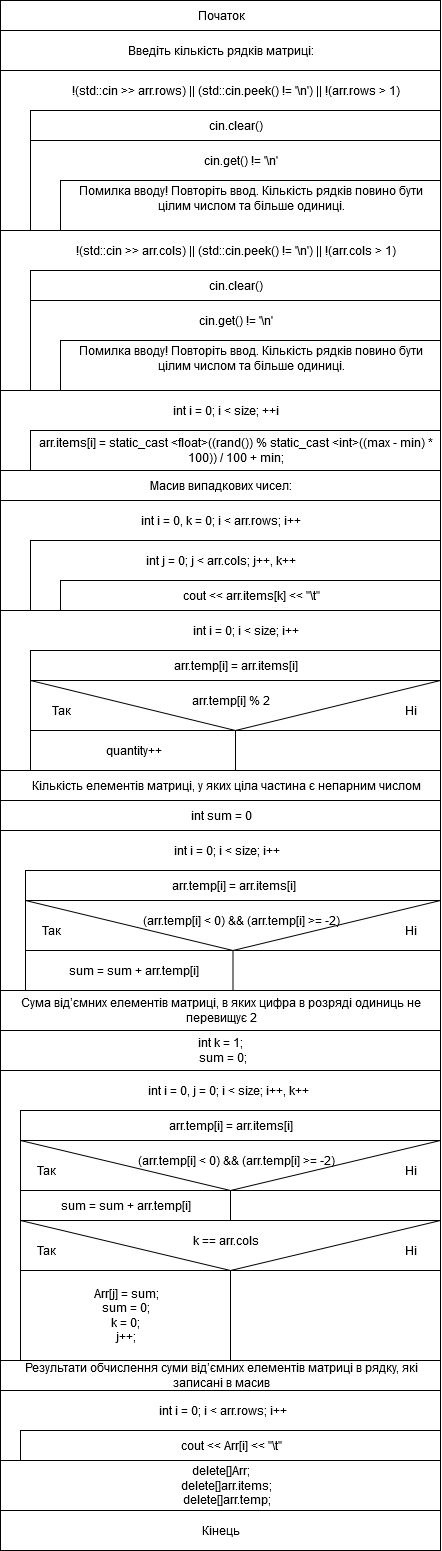 Початок
Введіть кількість рядків матриці:
!(std::cin >> arr.rows) || (std::cin.peek() != '\n') || !(arr.rows > 1)
cin.clear()
cin.get() != '\n'
Помилка вводу! Повторіть ввод. Кількість рядків повино бути
цілим числом та більше одиниці.
!(std::cin >> arr.cols) || (std::cin.peek() != '\n') || !(arr.cols > 1)
cin.clear()
cin.get() != '\n'
Помилка вводу! Повторіть ввод. Кількість рядків повино бути
цілим числом та більше одиниці.
int i = 0; i < size; ++i
arr.items[i] = static_cast <float>((rand()) % static_cast <int>((max - min) *
100)) / 100 + min;
Масив випадкових чисел:
int i = 0, k = 0; i < arr.rows; i++
int j = 0; j < arr.cols; j++, k++
cout << arr.items[k] << "\t"
int i = 0; i < size; i++
arr.temp[i] = arr.items[i]
arr.temp[i] % 2
Так Ні
quantity++
Кількість елементів матриці, у яких ціла частина є непарним числом
int sum = 0
int i = 0; i < size; i++
arr.temp[i] = arr.items[i]
(arr.temp[i] < 0) && (arr.temp[i] >= -2)
Так Ні
sum = sum + arr.temp[i]
Сума від'ємних елементів матриці, в яких цифра в розряді одиниць не
перевищує 2
int k = 1;
sum = 0;
int i = 0, j = 0; i < size; i++, k++
arr.temp[i] = arr.items[i]
(arr.temp[i] < 0) && (arr.temp[i] >= -2)
Так Ні
sum = sum + arr.temp[i]
k == arr.cols
Так Ні
Arr[j] = sum;
sum = 0;
k = 0;
j++;
Результати обчислення суми від'ємних елементів матриці в рядку, які
записані в масив
int i = 0; i < arr.rows; i++
cout << Arr[i] << "\t"
delete[]Arr;
delete[]arr.items;
delete[]arr.temp;
Кінець